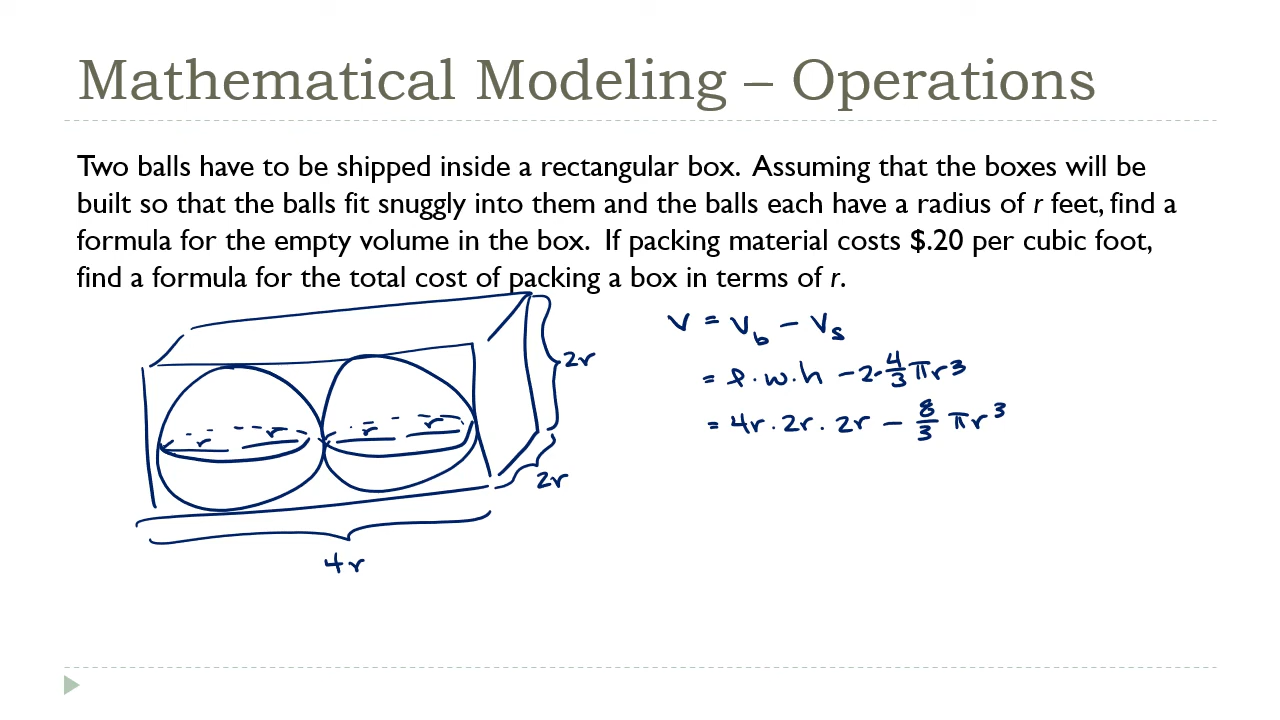 Mathematical Modeling – Operations
Two balls have to be shipped inside a rectangular box. Assuming that the boxes will be
built so that the balls fit snuggly into them and the balls each have a radius of r feet, find a
formula for the empty volume in the box. If packing material costs $.20 per cubic foot,
find a formula for the total cost of packing a box in terms of r.
V = V_b - V_s
= l · w · h - 2 · 4/3 πr³
= 4r · 2r · 2r - 8/3 πr³
2r
r r r r
2r
4r